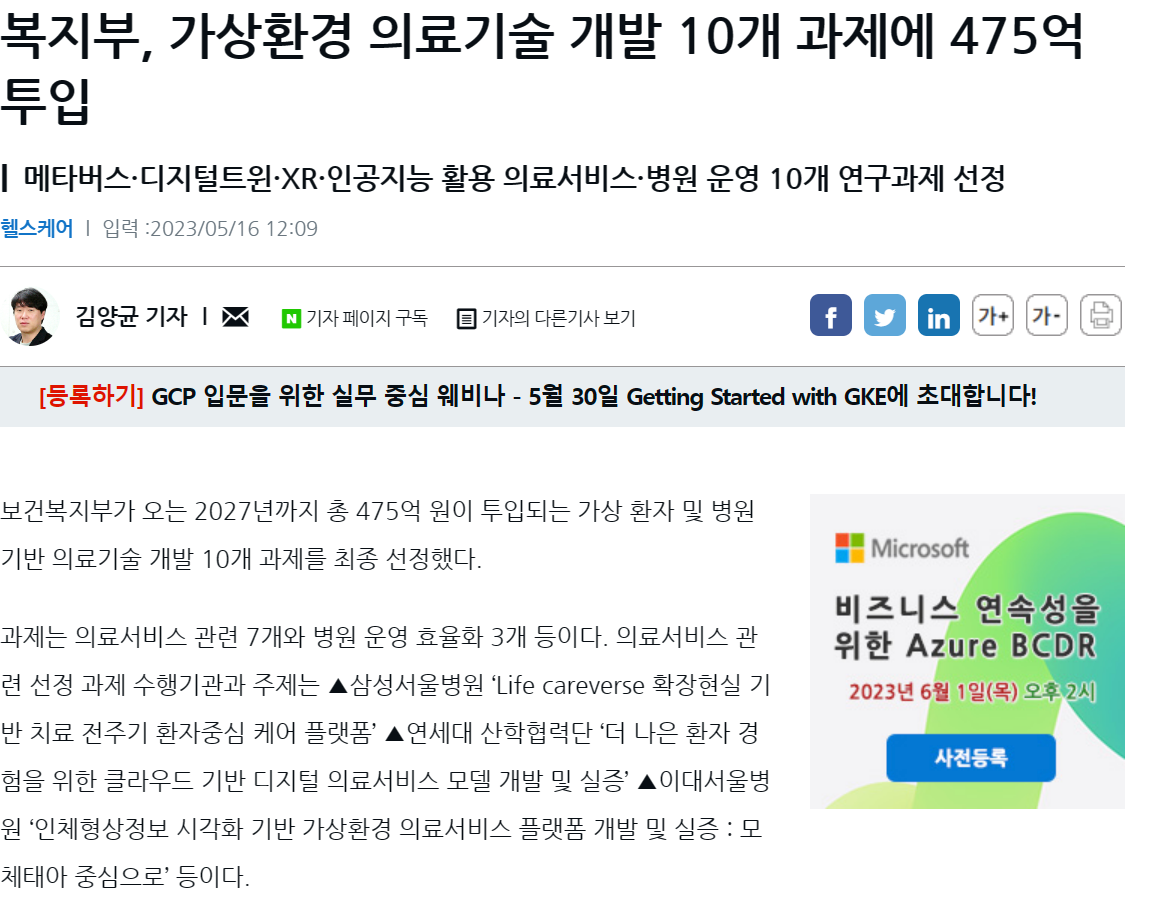 복지부, 가상환경 의료기술 개발 10개 과제에 475억
투입
메타버스·디지털트윈·XR·인공지능 활용 의료서비스·병원 운영 10개 연구과제 선정
헬스케어 | 입력 :2023/05/16 12:09
김양균 기자 | N 기자 페이지 구독 기자의 다른기사 보기 f in 가+ 가-
[등록하기] GCP 입문을 위한 실무 중심 웨비나 - 5월 30일 Getting Started with GKE에 초대합니다!
보건복지부가 오는 2027년까지 총 475억 원이 투입되는 가상 환자 및 병원
기반 의료기술 개발 10개 과제를 최종 선정했다.
과제는 의료서비스 관련 7개와 병원 운영 효율화 3개 등이다. 의료서비스 관
련 선정 과제 수행기관과 주제는 ▲삼성서울병원 ‘Life careverse 확장현실 기
반 치료 전주기 환자중심 케어 플랫폼’ ▲연세대 산학협력단 ‘더 나은 환자 경
험을 위한 클라우드 기반 디지털 의료서비스 모델 개발 및 실증’ ▲이대서울병
원 ‘인체형상정보 시각화 기반 가상환경 의료서비스 플랫폼 개발 및 실증 : 모
체태아 중심으로’ 등이다.
Microsoft
비즈니스 연속성을
위한 Azure BCDR
2023년 6월 1일(목) 오후 2시
사전등록